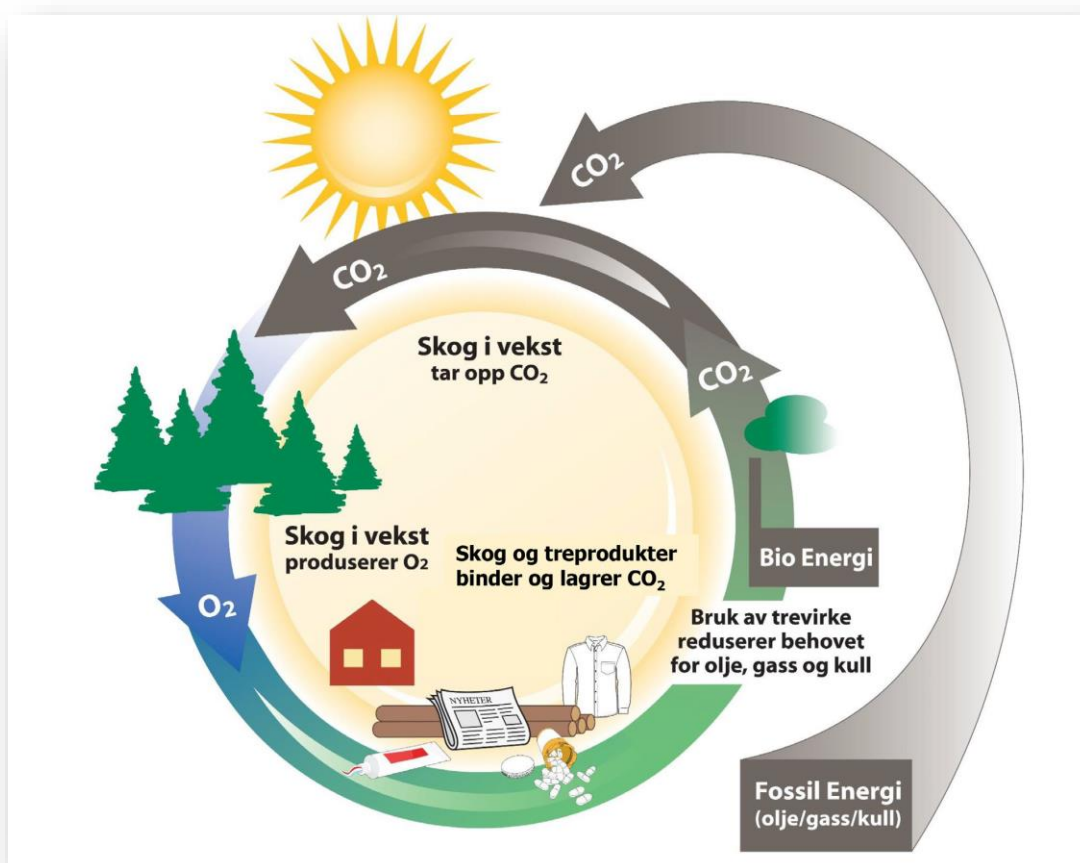 CO₂
CO₂
CO₂
Skog i vekst
tar opp CO₂
Skog i vekst
produserer O₂
Skog og treprodukter
binder og lagrer CO₂
Bio Energi
O₂
Bruk av trevirke
reduserer behovet
for olje, gass og kull
NYHETER
Fossil Energi
(olje/gass/kull)